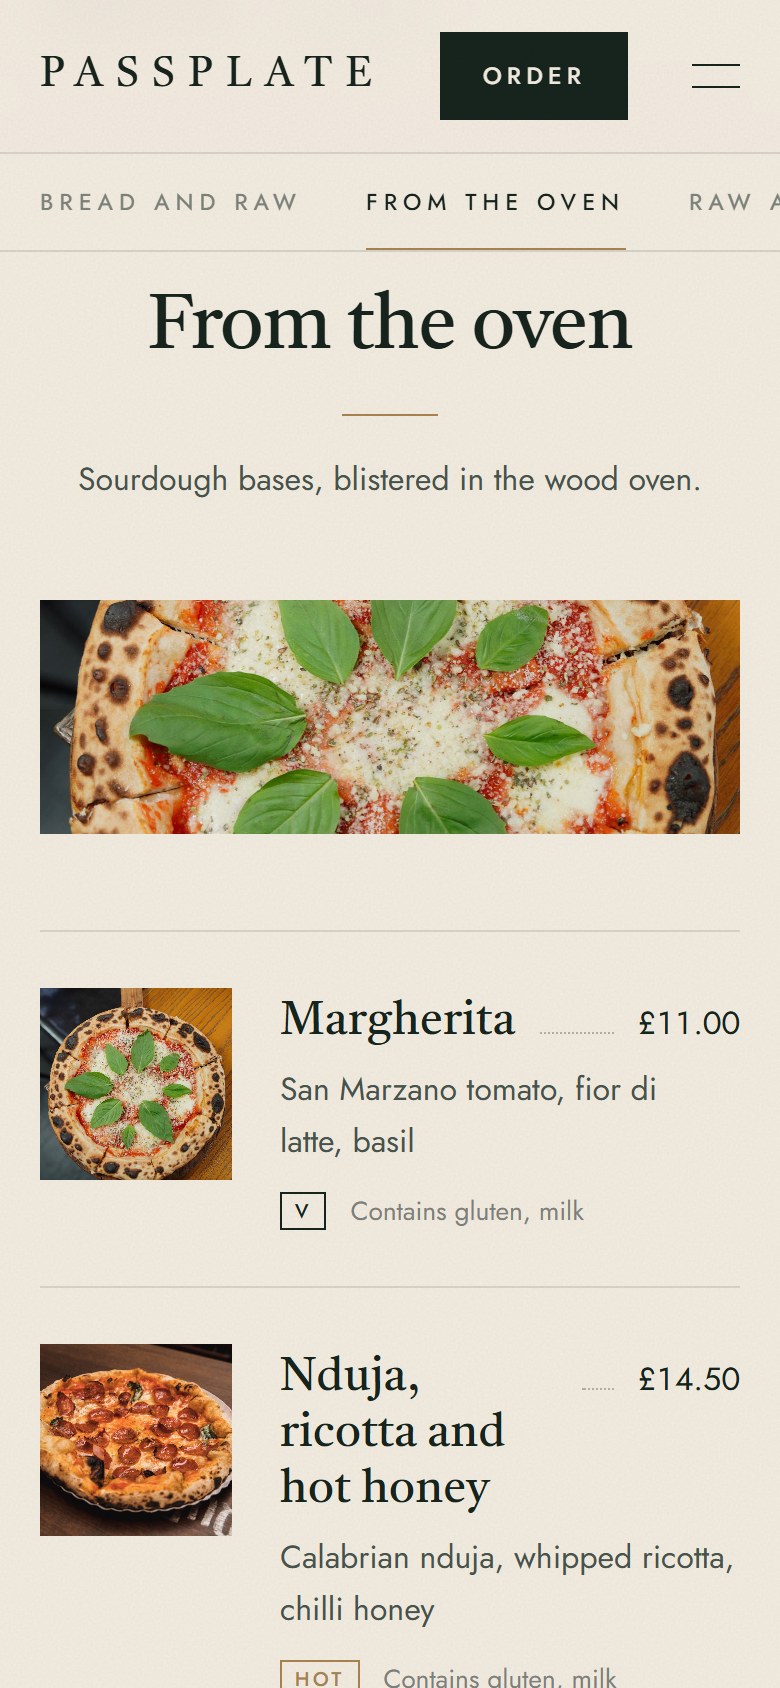 PASSPLATE
ORDER
BREAD AND RAW
FROM THE OVEN
RAW
From the oven
Sourdough bases, blistered in the wood oven.
Margherita £11.00
San Marzano tomato, fior di
latte, basil
V Contains gluten, milk
Nduja, £14.50
ricotta and
hot honey
Calabrian nduja, whipped ricotta,
chilli honey
HOT Contains gluten, milk